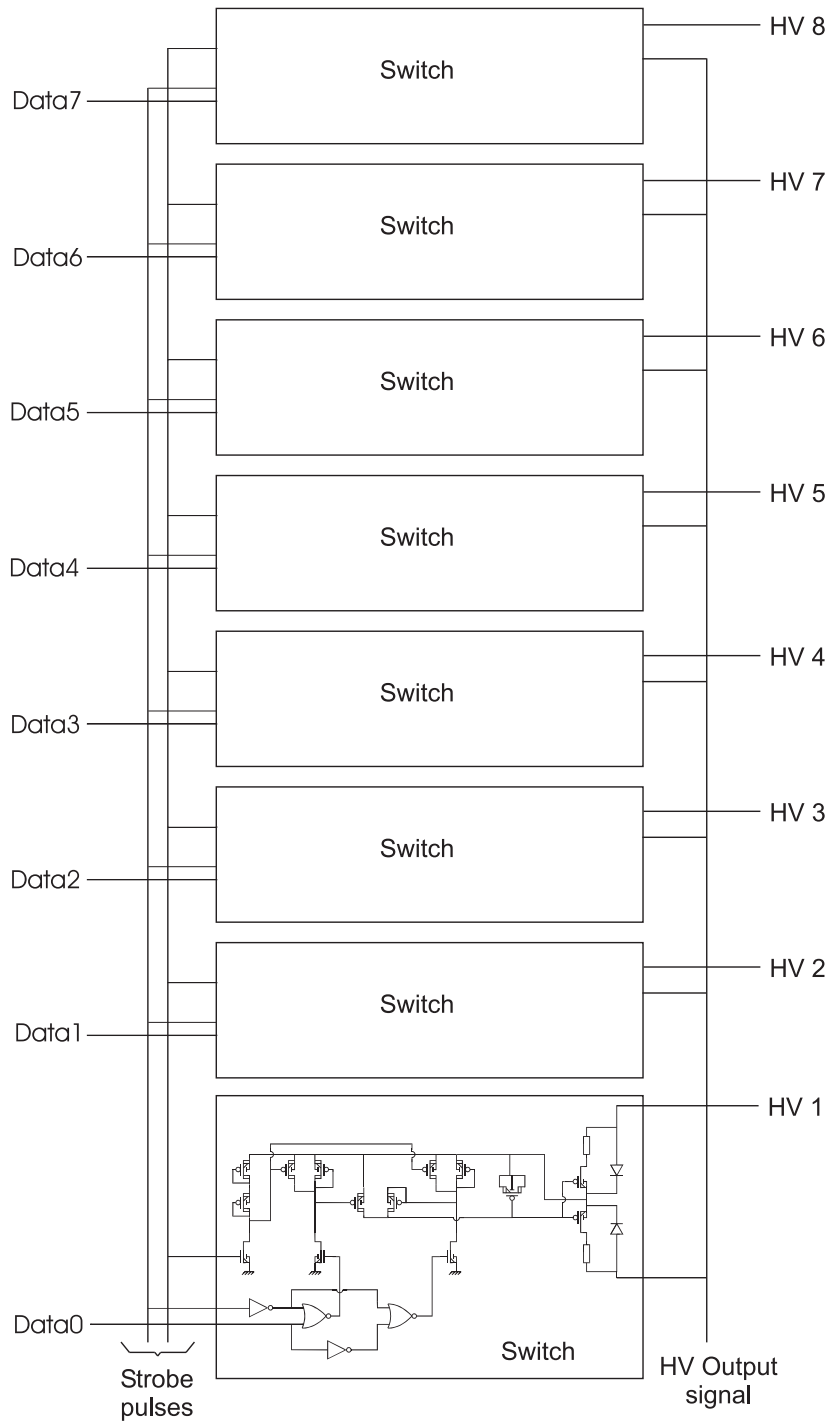 HV 8
Switch
Data7
HV 7
Switch
Data6
HV 6
Switch
Data5
HV 5
Switch
Data4
HV 4
Switch
Data3
HV 3
Switch
Data2
HV 2
Switch
Data1
HV 1
Data0
Switch
Strobe
pulses
HV Output
signal